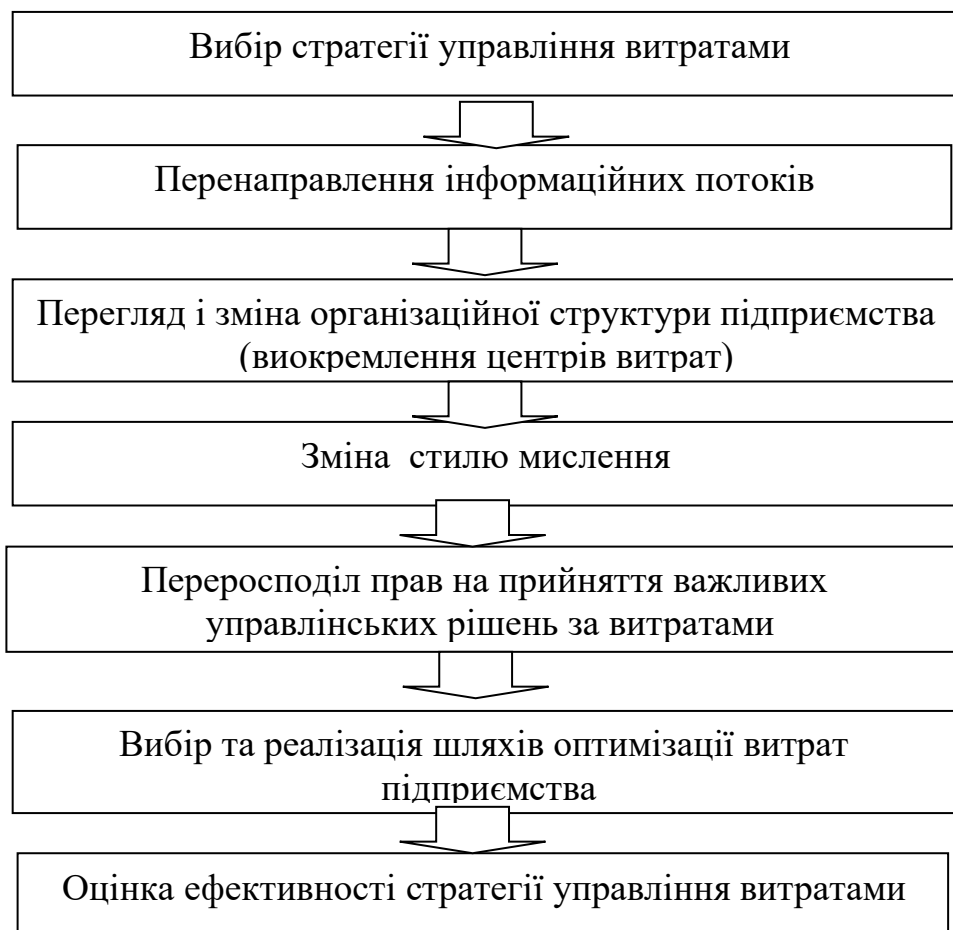 Вибір стратегії управління витратами
Перенаправлення інформаційних потоків
Перегляд і зміна організаційної структури підприємства
(виокремлення центрів витрат)
Зміна стилю мислення
Переросподіл прав на прийняття важливих
управлінських рішень за витратами
Вибір та реалізація шляхів оптимізації витрат
підприємства
Оцінка ефективності стратегії управління витратами